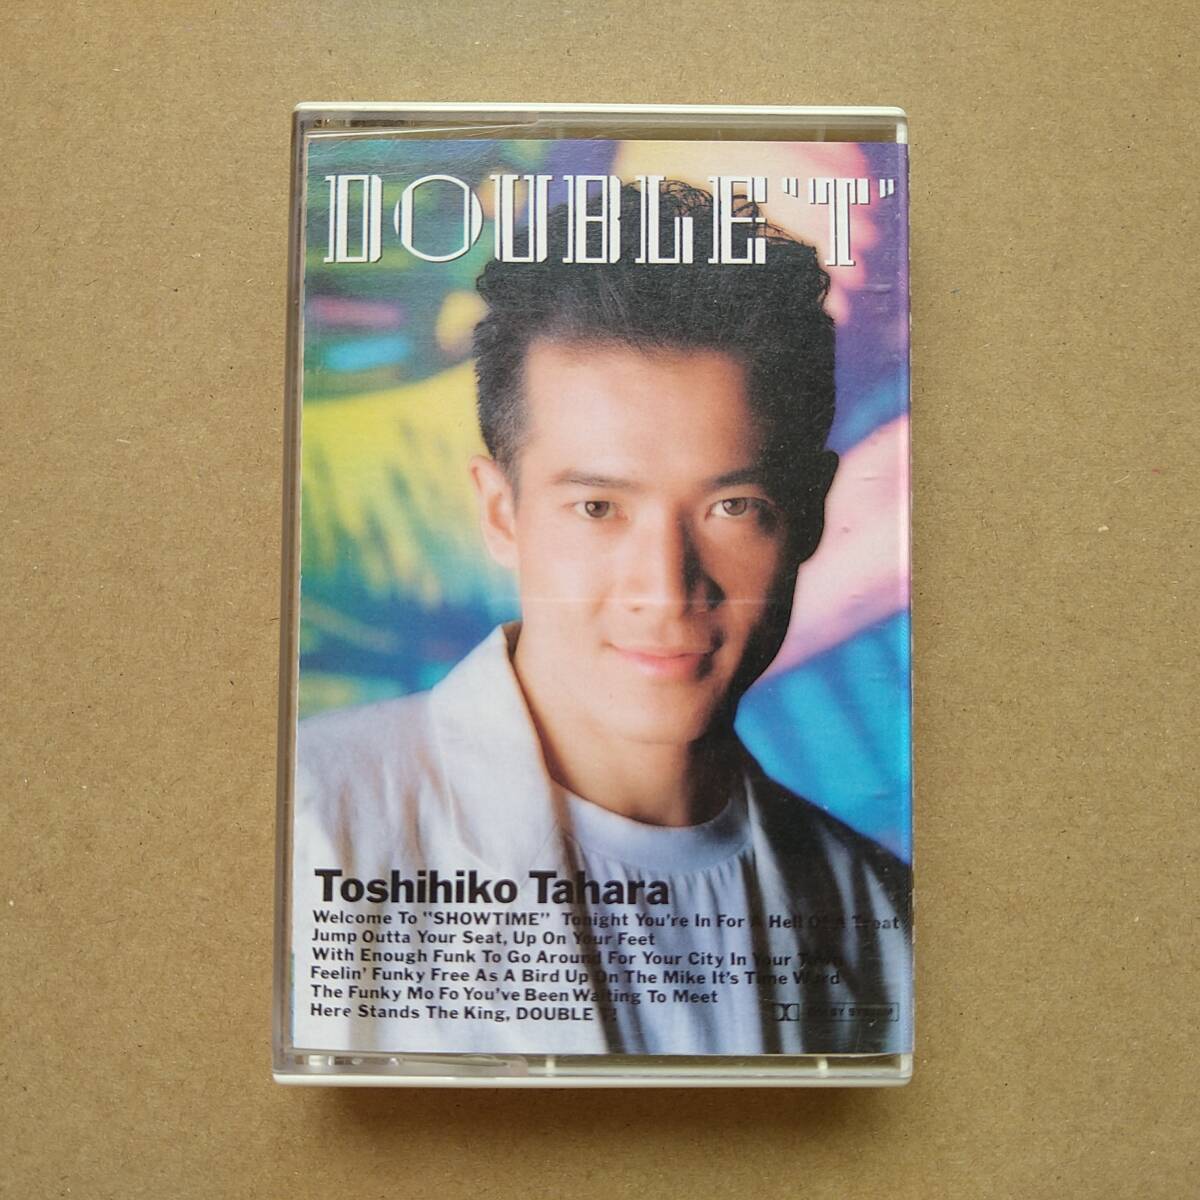 DOUBLE "T"
Toshihiko Tahara
Welcome To "SHOWTIME" Tonight You're In For A Hell Of A Treat
Jump Outta Your Seat, Up On Your Feet
With Enough Funk To Go Around For Your City In Your Town
Feelin' Funky Free As A Bird Up On The Mike It's Time Word
The Funky Mo Fo You've Been Waiting To Meet
Here Stands The King, DOUBLE T!
DOLBY SYSTEM